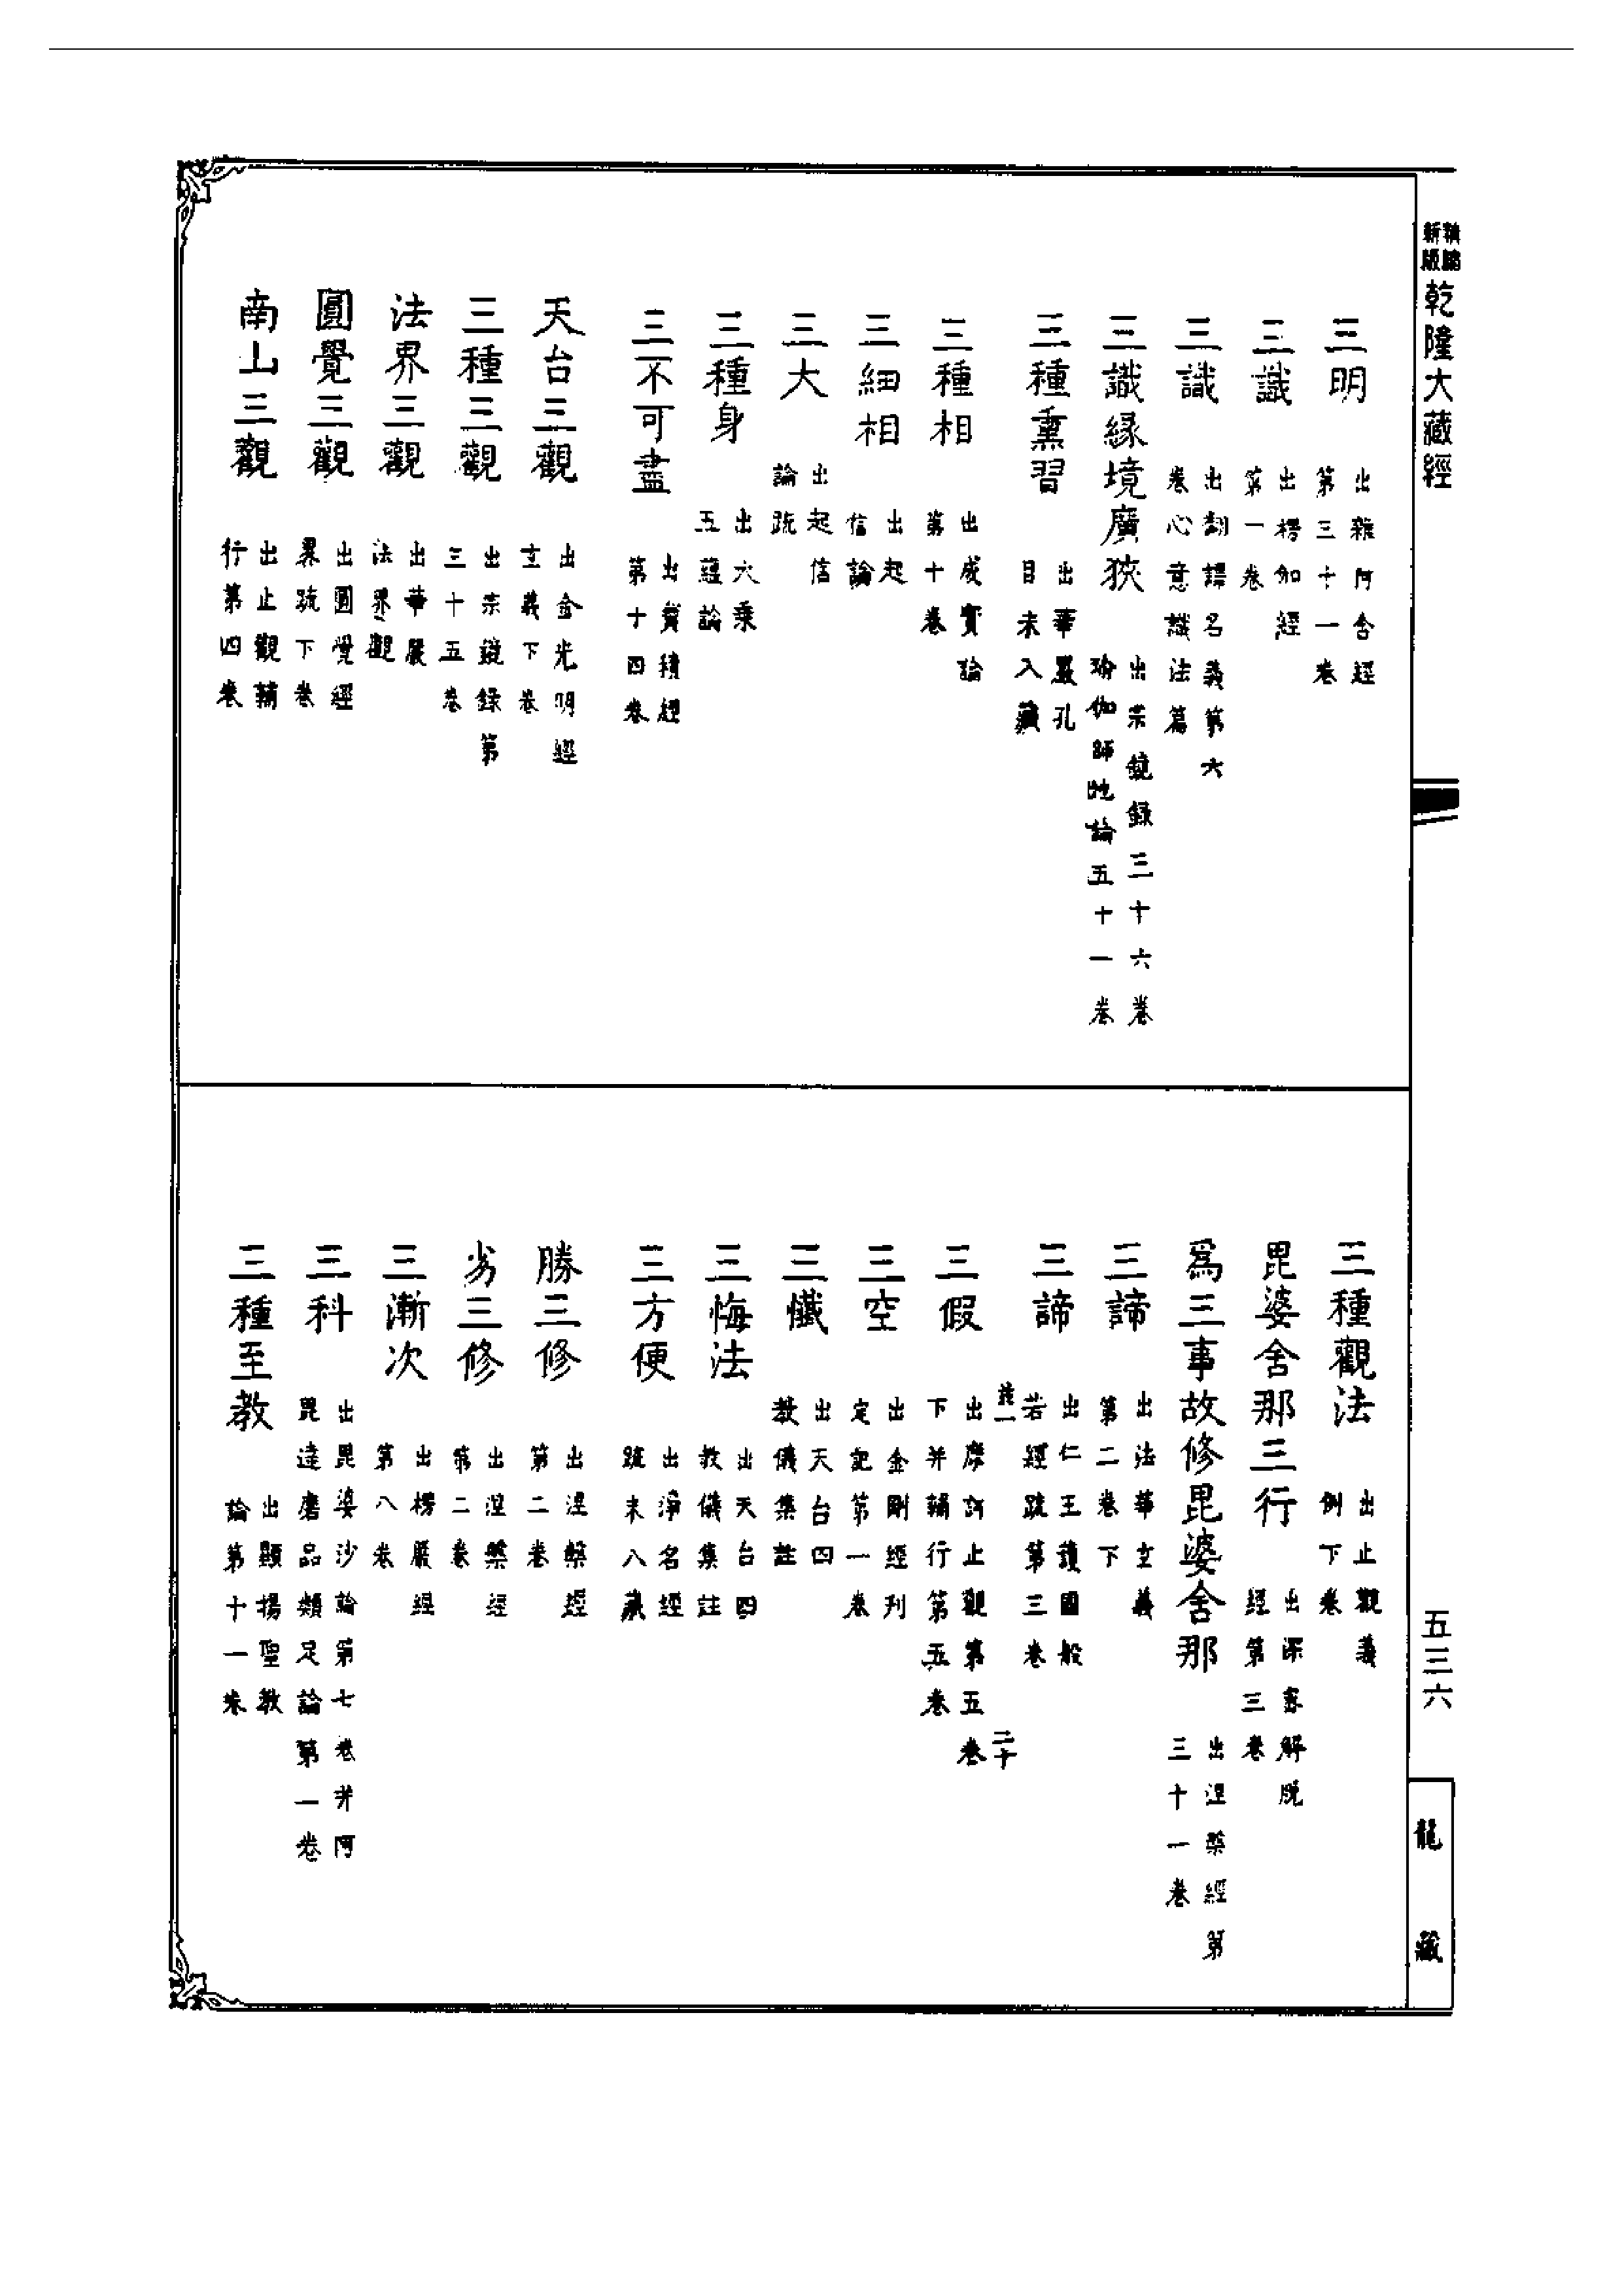 新版
乾隆大藏經
三明 出雜阿含經第三十一卷
三識 出楞伽經第一卷
三識 出翻譯名義第六卷心意識法篇
三識緣境廣狹 出宗鏡録三十六卷瑜伽師地論五十一卷
三種熏習 出華嚴孔目未入藏
三種相 出成實論第十卷
三細相 出起信論
三大 出起信論疏
三種身 出大乘五蘊論
三不可盡 出寶積經第十四卷
天台三觀 出金光明經玄義下卷
三種三觀 出宗鏡録第三十五卷
法界三觀 出華嚴法界觀
圓覺三觀 出圓覺經畧疏下卷
南山三觀 出止觀輔行第四卷
三種觀法 出止觀義例下卷
毘婆舍那三行 出深密解脫經第三卷
爲三事故修毘婆舍那 出涅槃經第三十一卷
三諦 出法華玄義第二卷下
三諦 出仁王護國般若經疏第三卷
二十
三假 出摩訶止觀第五卷下并輔行第五卷
三空 出金剛經刋定記第一卷
三懺 出天台四教儀集註
三悔法 出天台四教儀集註
三方便 出淨名經疏未入藏
勝三修 出涅槃經第二卷
劣三修 出涅槃經第二卷
三漸次 出楞嚴經第八卷
三科 出毘婆沙論第七卷并阿毘達磨品類足論第一卷
三種至教 出顯揚聖教論第十一卷
五三六
龍藏